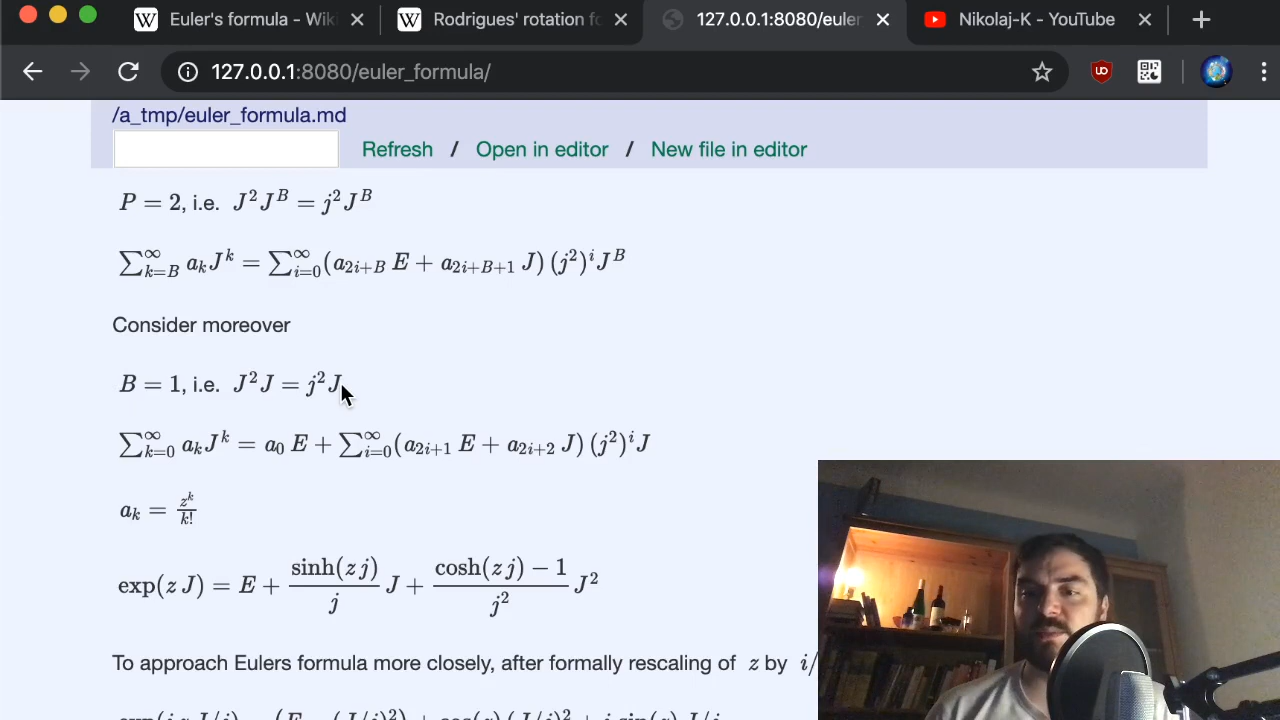 Euler's formula - Wiki
Rodrigues' rotation fo
127.0.0.1:8080/euler
Nikolaj-K - YouTube
127.0.0.1:8080/euler_formula/
/a_tmp/euler_formula.md
Refresh / Open in editor / New file in editor
P = 2, i.e. J²J^B = j²J^B
∑_{k=B}^∞ a_k J^k = ∑_{i=0}^∞ (a_{2i+B} E + a_{2i+B+1} J) (j²)^i J^B
Consider moreover
B = 1, i.e. J²J = j²J
∑_{k=0}^∞ a_k J^k = a_0 E + ∑_{i=0}^∞ (a_{2i+1} E + a_{2i+2} J) (j²)^i J
a_k = z^k/k!
exp(z J) = E + sinh(z j)/j J + cosh(z j) − 1/j² J²
To approach Eulers formula more closely, after formally rescaling of z by i/